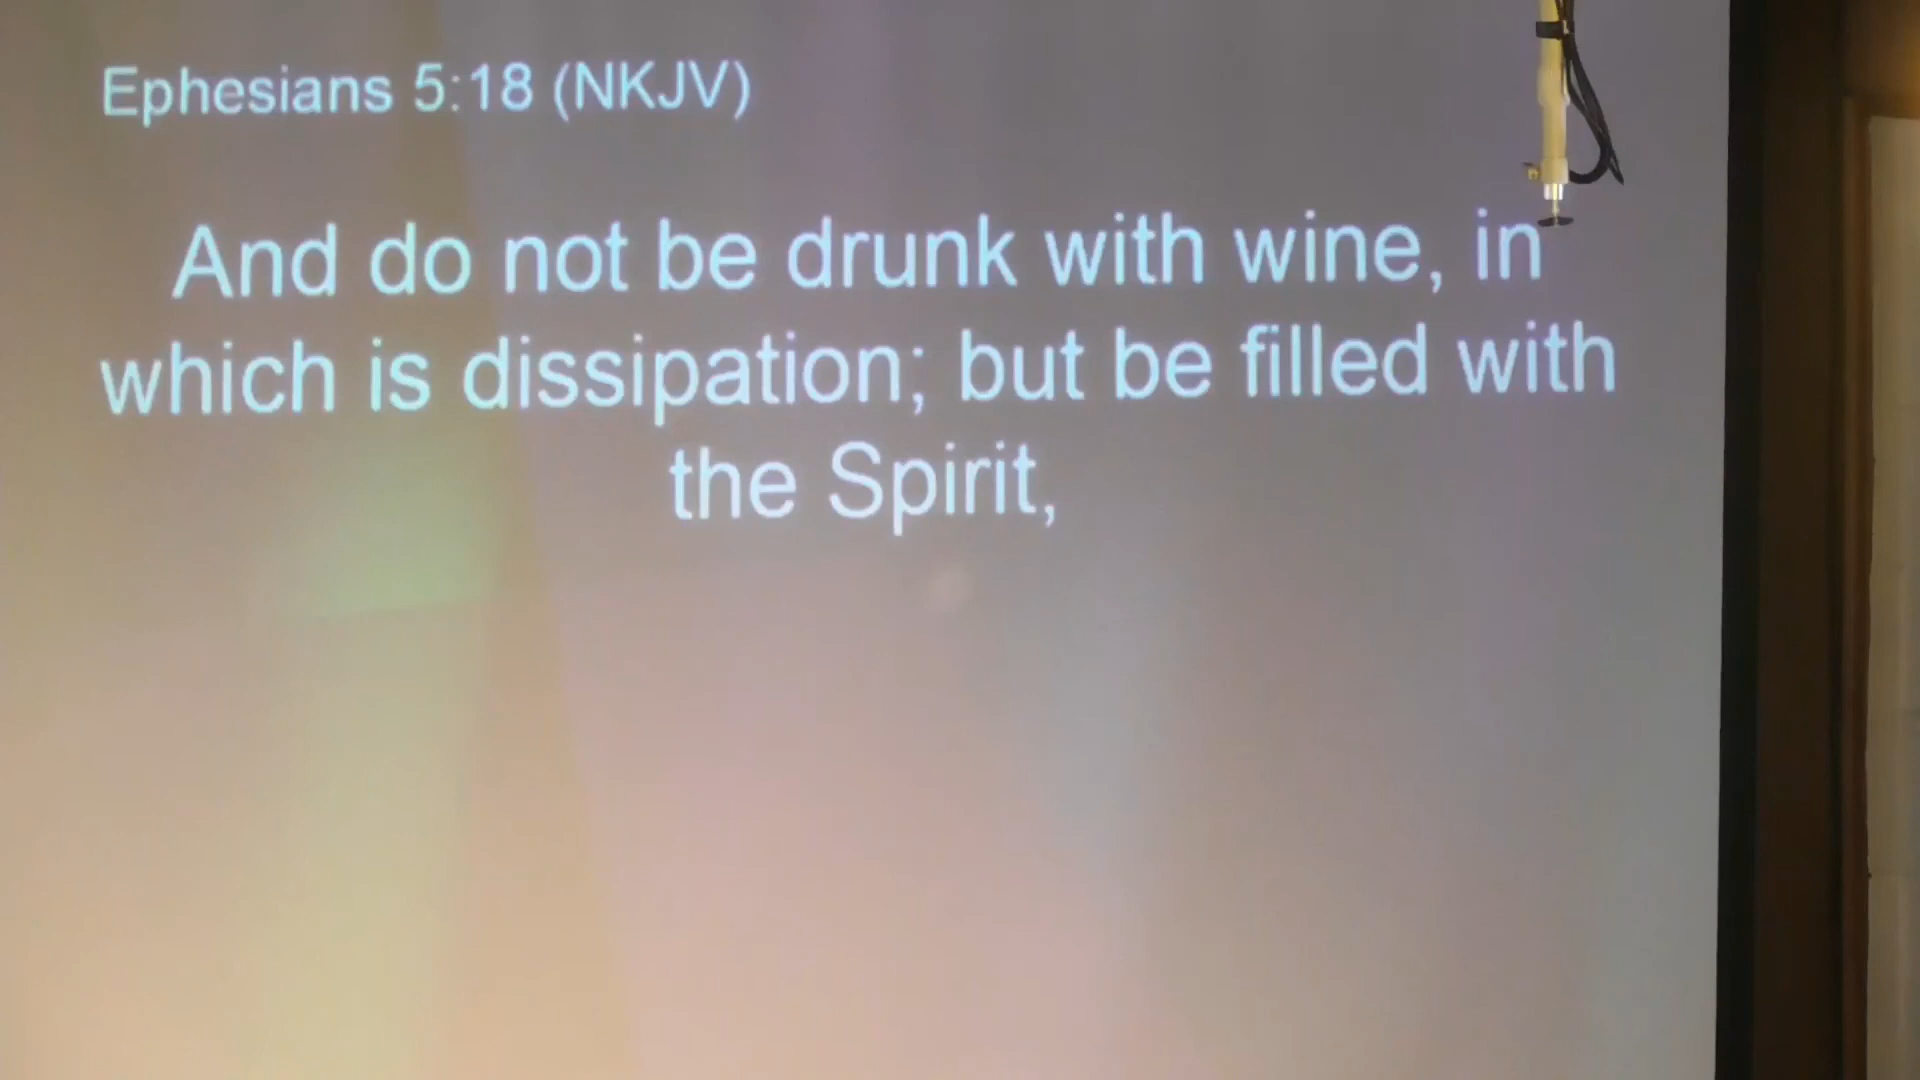 Ephesians 5:18 (NKJV)
And do not be drunk with wine, in
which is dissipation; but be filled with
the Spirit,